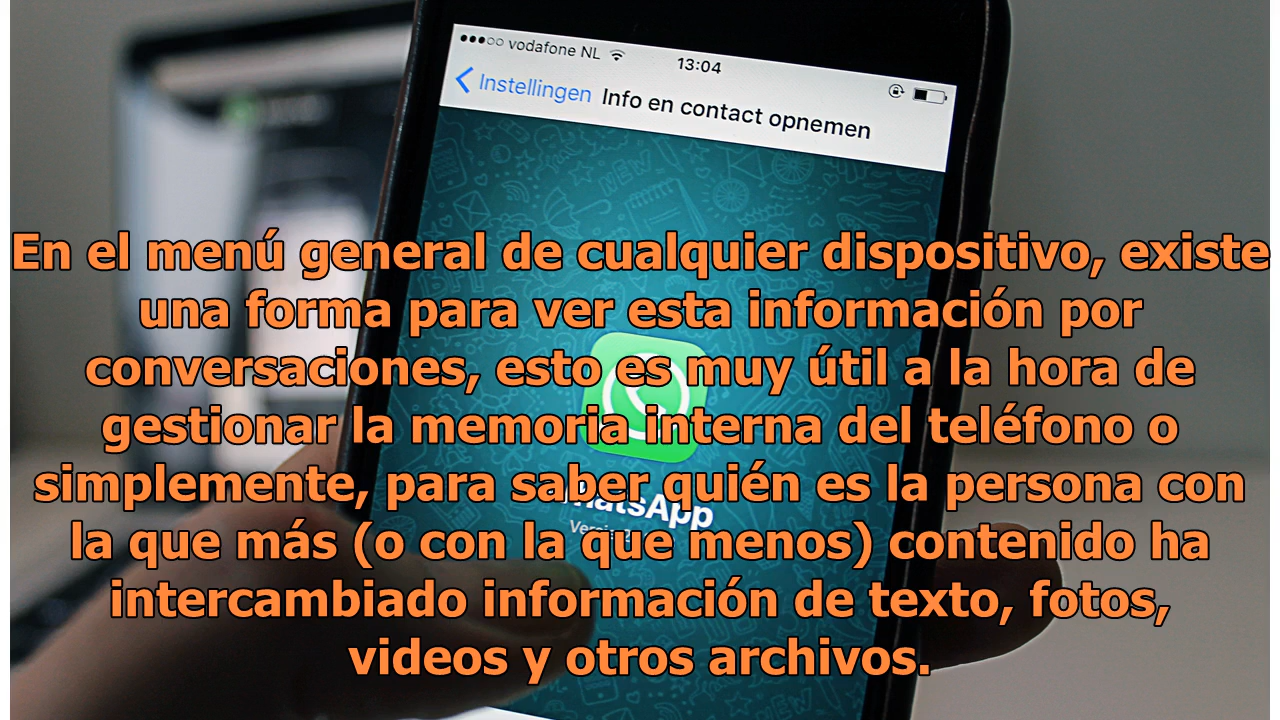 vodafone NL
13:04
Instellingen Info en contact opnemen
NEW
En el menú general de cualquier dispositivo, existe
una forma para ver esta información por
conversaciones, esto es muy útil a la hora de
gestionar la memoria interna del teléfono o
simplemente, para saber quién es la persona con
WhatsApp
la que más (o con la que menos) contenido ha
intercambiado información de texto, fotos,
videos y otros archivos.